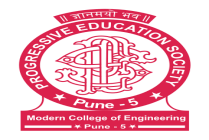 ॥ ज्ञानमयो भव ॥
PROGRESSIVE EDUCATION SOCIETY
Pune - 5
Modern College of Engineering
Pune - 5